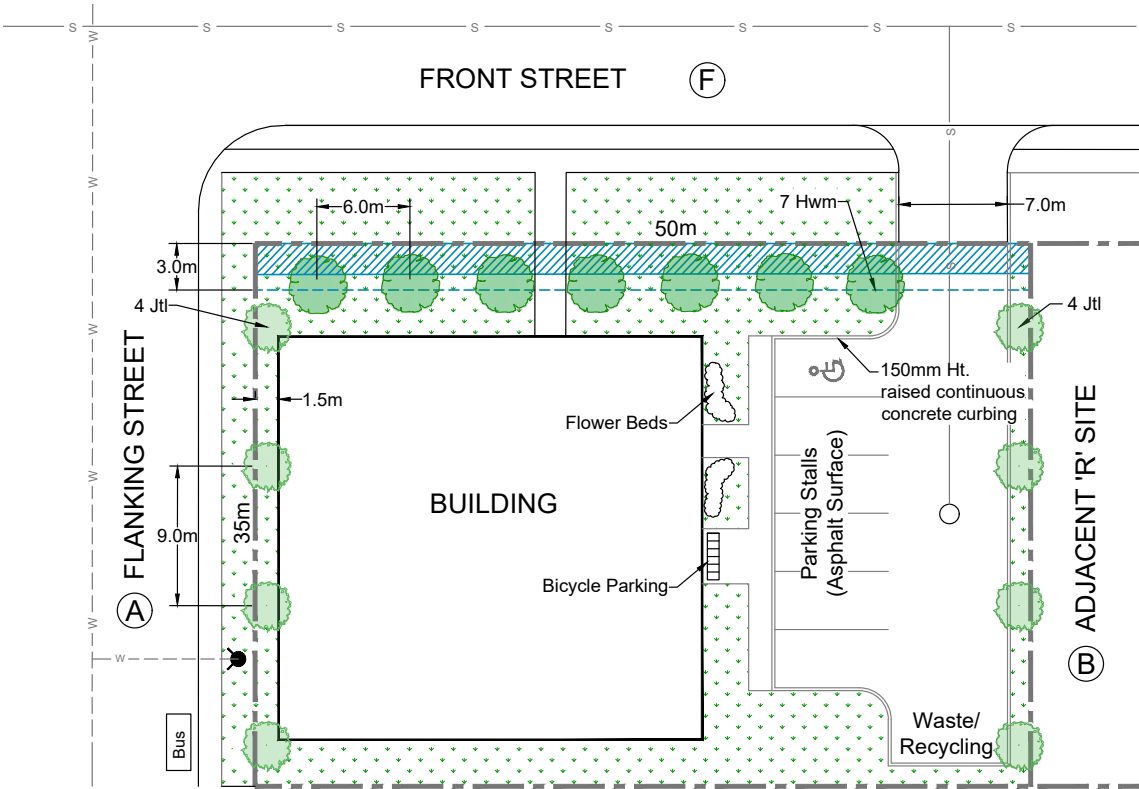 S S S S S S S S
W
FRONT STREET F
S
W
7 Hwm
7.0m
6.0m
50m
W
3.0m
S
4 Jtl
4 Jtl
W
150mm Ht.
raised continuous
concrete curbing
1.5m
Flower Beds
FLANKING STREET
A
W
35m
9.0m
BUILDING
Parking Stalls
(Asphalt Surface)
ADJACENT 'R' SITE
B
Bicycle Parking
W
W
Bus
Waste/
Recycling